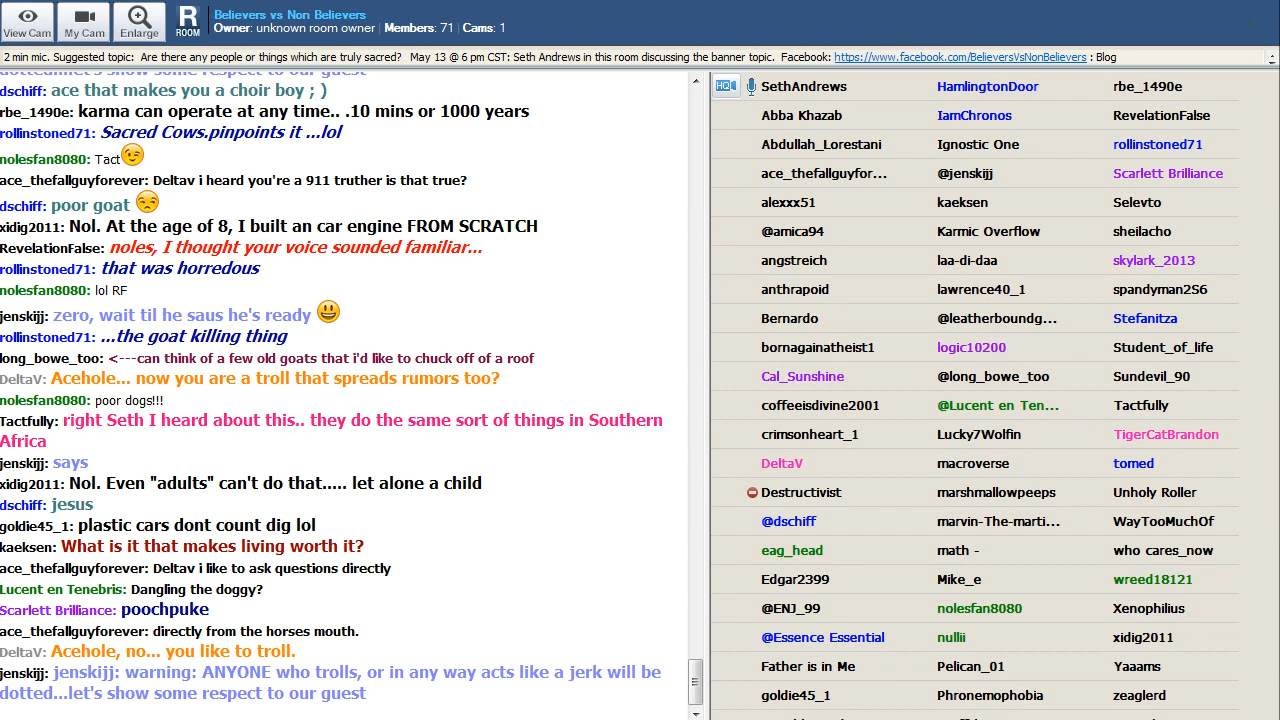 Believers vs Non Believers
Owner: unknown room owner | Members: 71 | Cams: 1
View Cam
My Cam
Enlarge
R
ROOM
2 min mic. Suggested topic:  Are there any people or things which are truly sacred?   May 13 @ 6 pm CST: Seth Andrews in this room discussing the banner topic.  Facebook: https://www.facebook.com/BelieversVsNonBelievers : Blog
dotted...let's show some respect to our guest
dschiff: ace that makes you a choir boy ; )
rbe_1490e: karma can operate at any time.. .10 mins or 1000 years
rollinstoned71: Sacred Cows.pinpoints it ...lol
nolesfan8080: Tact
ace_thefallguyforever: Deltav i heard you're a 911 truther is that true?
dschiff: poor goat
xidig2011: Nol. At the age of 8, I built an car engine FROM SCRATCH
RevelationFalse: noles, I thought your voice sounded familiar...
rollinstoned71: that was horredous
nolesfan8080: lol RF
jenskijj: zero, wait til he saus he's ready
rollinstoned71: ...the goat killing thing
long_bowe_too: <---can think of a few old goats that i'd like to chuck off of a roof
DeltaV: Acehole... now you are a troll that spreads rumors too?
nolesfan8080: poor dogs!!!
Tactfully: right Seth I heard about this.. they do the same sort of things in Southern
Africa
jenskijj: says
xidig2011: Nol. Even "adults" can't do that..... let alone a child
dschiff: jesus
goldie45_1: plastic cars dont count dig lol
kaeksen: What is it that makes living worth it?
ace_thefallguyforever: Deltav i like to ask questions directly
Lucent en Tenebris: Dangling the doggy?
Scarlett Brilliance: poochpuke
ace_thefallguyforever: directly from the horses mouth.
DeltaV: Acehole, no... you like to troll.
jenskijj: jenskijj: warning: ANYONE who trolls, or in any way acts like a jerk will be
dotted...let's show some respect to our guest
HQ SethAndrews HamlingtonDoor rbe_1490e
Abba Khazab IamChronos RevelationFalse
Abdullah_Lorestani Ignostic One rollinstoned71
ace_thefallguyfor... @jenskijj Scarlett Brilliance
alexxx51 kaeksen Selevto
@amica94 Karmic Overflow sheilacho
angstreich laa-di-daa skylark_2013
anthrapoid lawrence40_1 spandyman2S6
Bernardo @leatherboundg... Stefanitza
bornagainatheist1 logic10200 Student_of_life
Cal_Sunshine @long_bowe_too Sundevil_90
coffeeisdivine2001 @Lucent en Ten... Tactfully
crimsonheart_1 Lucky7Wolfin TigerCatBrandon
DeltaV macroverse tomed
Destructivist marshmallowpeeps Unholy Roller
@dschiff marvin-The-marti... WayTooMuchOf
eag_head math - who cares_now
Edgar2399 Mike_e wreed18121
@ENJ_99 nolesfan8080 Xenophilius
@Essence Essential nullii xidig2011
Father is in Me Pelican_01 Yaaams
goldie45_1 Phronemophobia zeaglerd